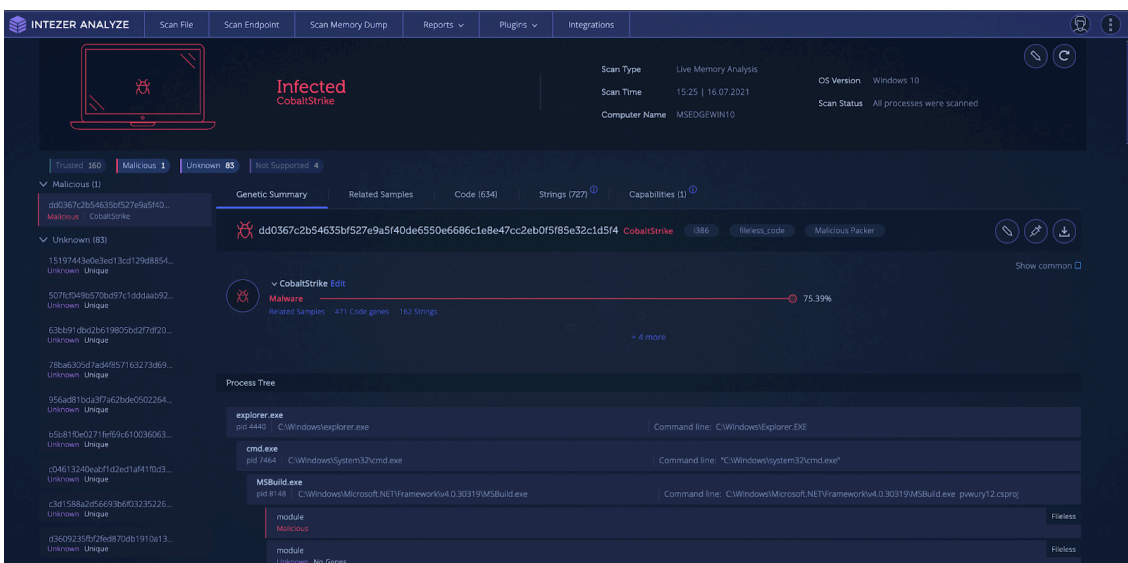 INTEZER ANALYZE Scan File Scan Endpoint Scan Memory Dump Reports Plugins Integrations
Infected
CobaltStrike
Scan Type Live Memory Analysis
Scan Time 15:25 | 16.07.2021
Computer Name MSEDGEWIN10
OS Version Windows 10
Scan Status All processes were scanned
Trusted 160 Malicious 1 Unknown 83 Not Supported 4
Malicious (1)
dd0367c2b54635bf527e9a5f40...
Malicious CobaltStrike
Unknown (83)
15197443e0e3ed13cd129d8854...
Unknown Unique
507fcf049b570bd97c1dddaab92...
Unknown Unique
63bb91dbd2b619805bd2f7df20...
Unknown Unique
78ba6305d7ad4f857163273d69...
Unknown Unique
956ad81bda3f7a62bde0502264...
Unknown Unique
b5b81f0e0271fef69c610036063...
Unknown Unique
c04613240eabf1d2ed1af41f0d3...
Unknown Unique
c3d1588a2d56693b6f03235226...
Unknown Unique
d3609235fbf2fed870db1910a13...
Unknown Unique
Genetic Summary Related Samples Code (634) Strings (727) Capabilities (1)
dd0367c2b54635bf527e9a5f40de6550e6686c1e8e47cc2eb0f5f85e32c1d5f4 CobaltStrike i386 fileless_code Malicious Packer
Show common
CobaltStrike Edit
Malware 75.39%
Related Samples 471 Code genes 162 Strings
+ 4 more
Process Tree
explorer.exe
pid 4440 C:\Windows\explorer.exe Command line: C:\Windows\Explorer.EXE
cmd.exe
pid 7464 C:\Windows\System32\cmd.exe Command line: "C:\Windows\system32\cmd.exe"
MSBuild.exe
pid 8148 C:\Windows\Microsoft.NET\Framework\v4.0.30319\MSBuild.exe Command line: C:\Windows\Microsoft.NET\Framework\v4.0.30319\MSBuild.exe pvwury12.csproj
module Fileless
Malicious
module Fileless
Unknown No Genes